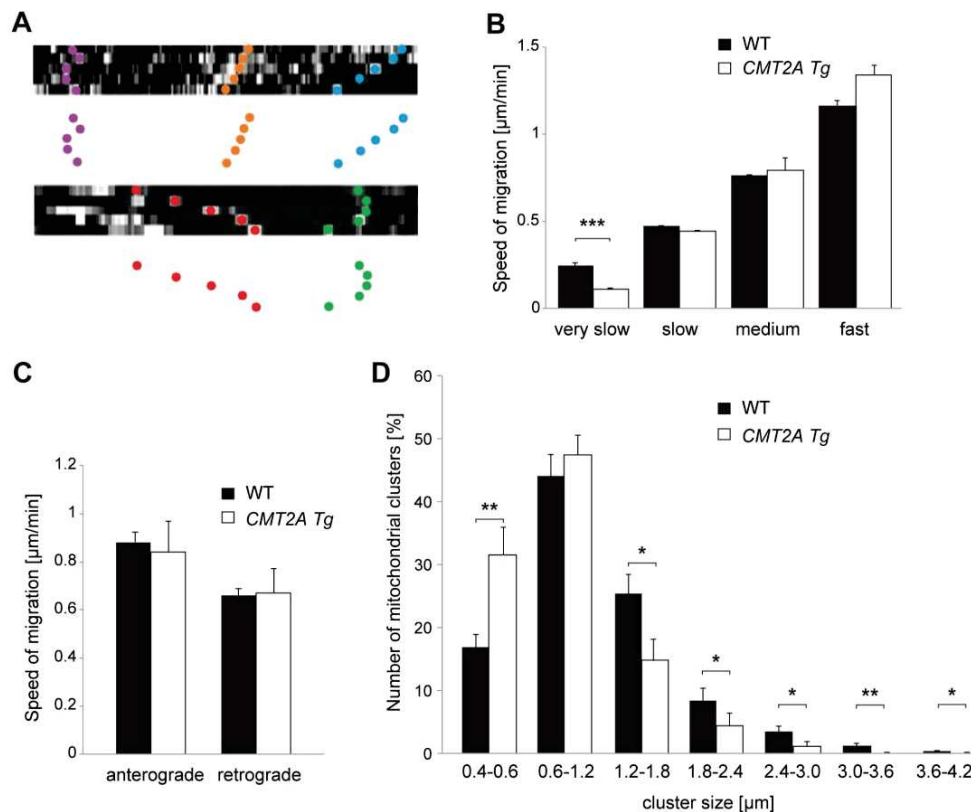 A
B
WT
CMT2A Tg
Speed of migration [µm/min]
1.5
1
0.5
0
***
very slow
slow
medium
fast
C
WT
CMT2A Tg
Speed of migration [µm/min]
1.2
1
0.8
0.6
0.4
0.2
0
anterograde
retrograde
D
WT
CMT2A Tg
Number of mitochondrial clusters [%]
60
50
40
30
20
10
0
**
*
*
*
**
*
0.4-0.6
0.6-1.2
1.2-1.8
1.8-2.4
2.4-3.0
3.0-3.6
3.6-4.2
cluster size [µm]